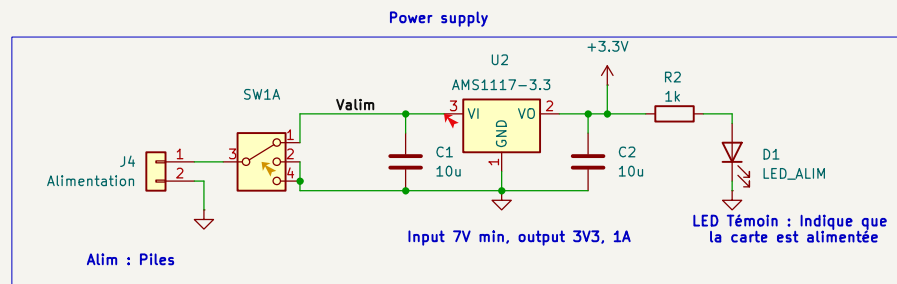 Power supply
+3.3V
U2
AMS1117-3.3
R2
1k
SW1A
Valim
3
VI
VO
2
GND
1
1
2
4
3
J4
Alimentation
1
2
C1
10u
C2
10u
D1
LED_ALIM
LED Témoin : Indique que
la carte est alimentée
Input 7V min, output 3V3, 1A
Alim : Piles